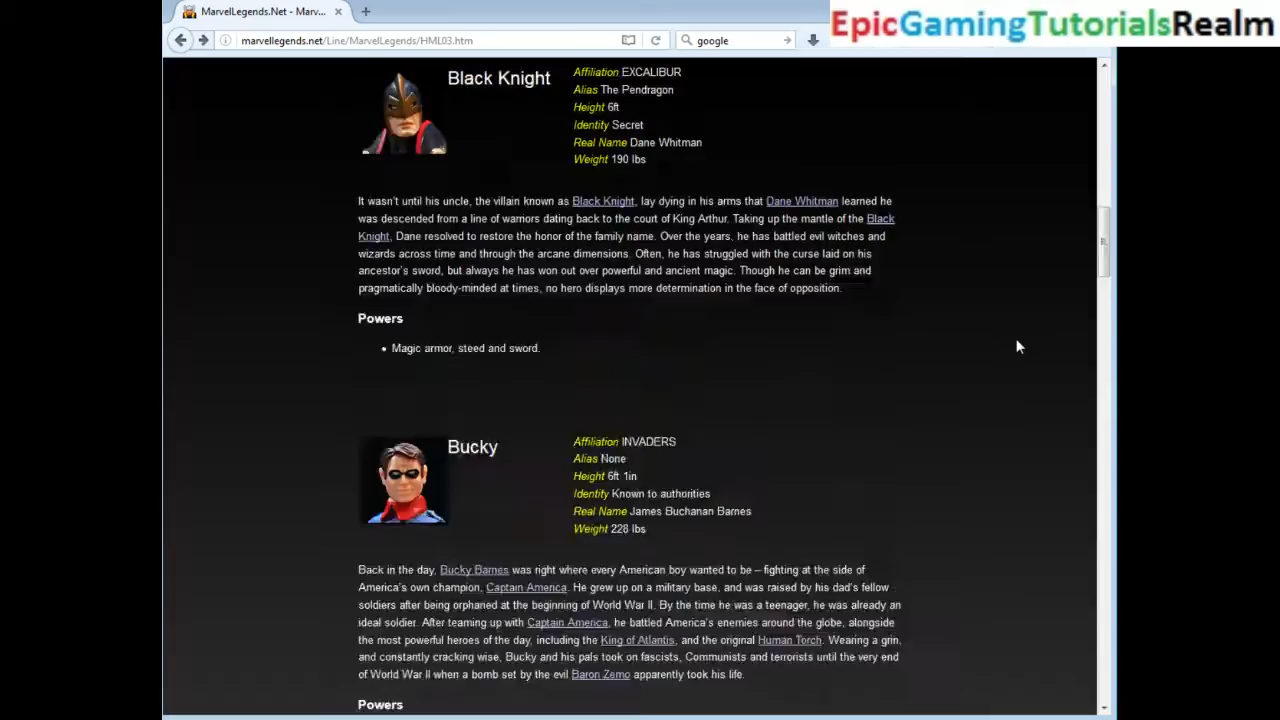 MarvelLegends.Net - Marv...
EpicGamingTutorialsRealm
marvellegends.net/Line/MarvelLegends/HML03.htm
google
Black Knight
Affiliation EXCALIBUR
Alias The Pendragon
Height 6ft
Identity Secret
Real Name Dane Whitman
Weight 190 lbs
It wasn't until his uncle, the villain known as Black Knight, lay dying in his arms that Dane Whitman learned he
was descended from a line of warriors dating back to the court of King Arthur. Taking up the mantle of the Black
Knight, Dane resolved to restore the honor of the family name. Over the years, he has battled evil witches and
wizards across time and through the arcane dimensions. Often, he has struggled with the curse laid on his
ancestor's sword, but always he has won out over powerful and ancient magic. Though he can be grim and
pragmatically bloody-minded at times, no hero displays more determination in the face of opposition.
Powers
• Magic armor, steed and sword.
Bucky
Affiliation INVADERS
Alias None
Height 6ft 1in
Identity Known to authorities
Real Name James Buchanan Barnes
Weight 228 lbs
Back in the day, Bucky Barnes was right where every American boy wanted to be – fighting at the side of
America's own champion, Captain America. He grew up on a military base, and was raised by his dad's fellow
soldiers after being orphaned at the beginning of World War II. By the time he was a teenager, he was already an
ideal soldier. After teaming up with Captain America, he battled America's enemies around the globe, alongside
the most powerful heroes of the day, including the King of Atlantis, and the original Human Torch. Wearing a grin,
and constantly cracking wise, Bucky and his pals took on fascists, Communists and terrorists until the very end
of World War II when a bomb set by the evil Baron Zemo apparently took his life.
Powers